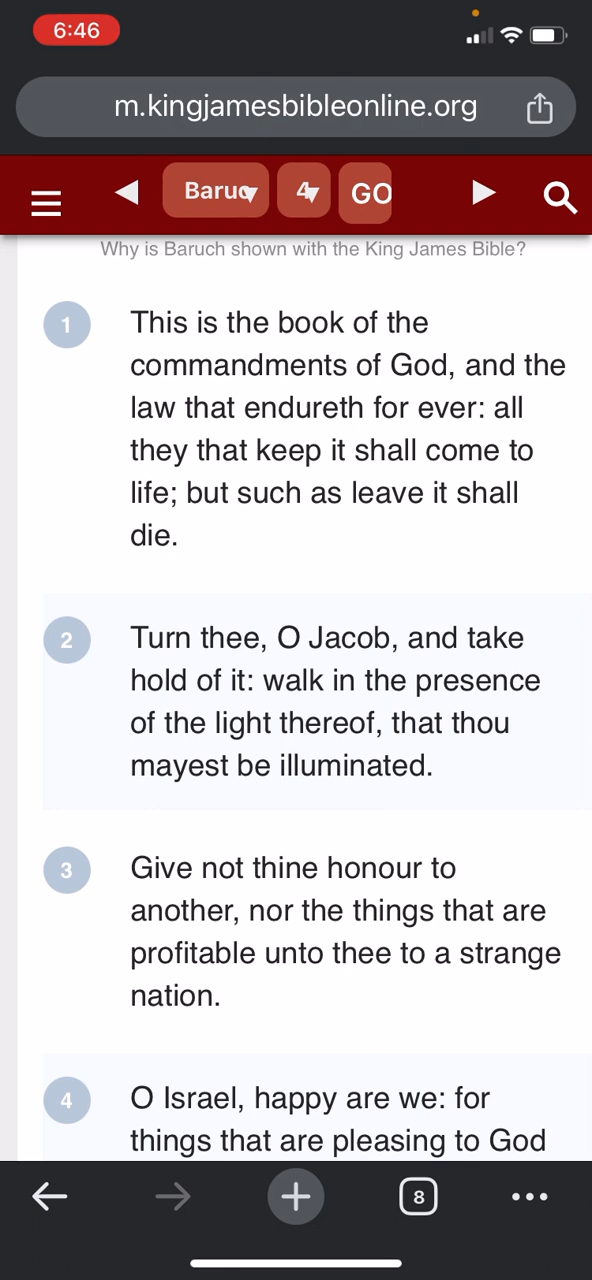 6:46
m.kingjamesbibleonline.org
Baruc 4 GO
Why is Baruch shown with the King James Bible?
1 This is the book of the
commandments of God, and the
law that endureth for ever: all
they that keep it shall come to
life; but such as leave it shall
die.
2 Turn thee, O Jacob, and take
hold of it: walk in the presence
of the light thereof, that thou
mayest be illuminated.
3 Give not thine honour to
another, nor the things that are
profitable unto thee to a strange
nation.
4 O Israel, happy are we: for
things that are pleasing to God
8